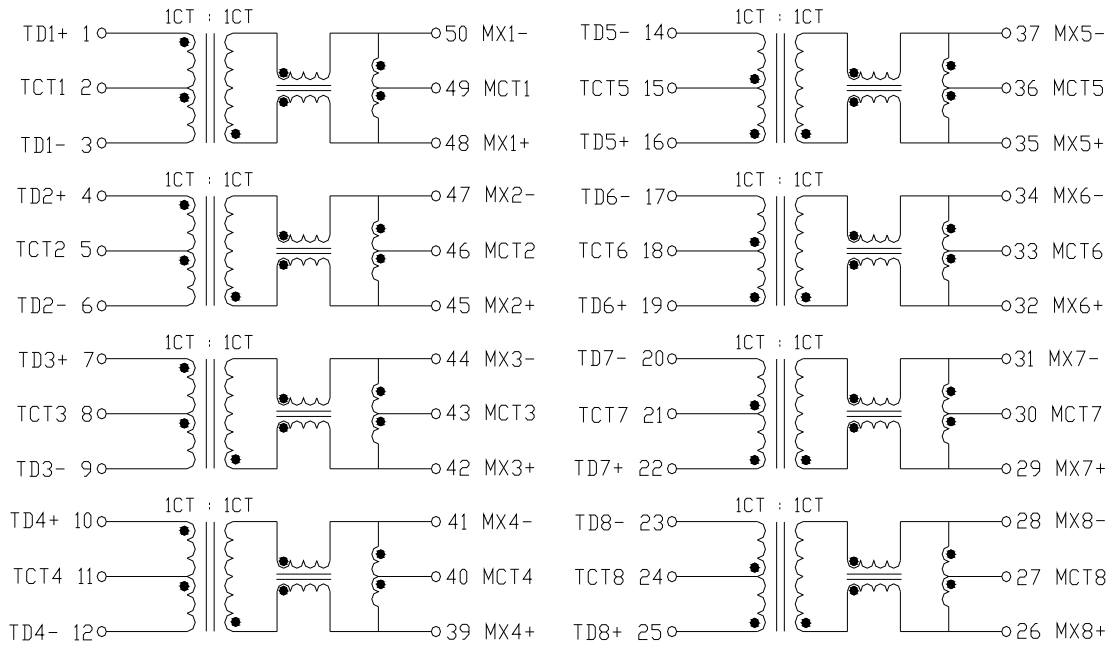 1CT : 1CT
TD1+ 1 50 MX1-
TCT1 2 49 MCT1
TD1- 3 48 MX1+
1CT : 1CT
TD2+ 4 47 MX2-
TCT2 5 46 MCT2
TD2- 6 45 MX2+
1CT : 1CT
TD3+ 7 44 MX3-
TCT3 8 43 MCT3
TD3- 9 42 MX3+
1CT : 1CT
TD4+ 10 41 MX4-
TCT4 11 40 MCT4
TD4- 12 39 MX4+
1CT : 1CT
TD5- 14 37 MX5-
TCT5 15 36 MCT5
TD5+ 16 35 MX5+
1CT : 1CT
TD6- 17 34 MX6-
TCT6 18 33 MCT6
TD6+ 19 32 MX6+
1CT : 1CT
TD7- 20 31 MX7-
TCT7 21 30 MCT7
TD7+ 22 29 MX7+
1CT : 1CT
TD8- 23 28 MX8-
TCT8 24 27 MCT8
TD8+ 25 26 MX8+